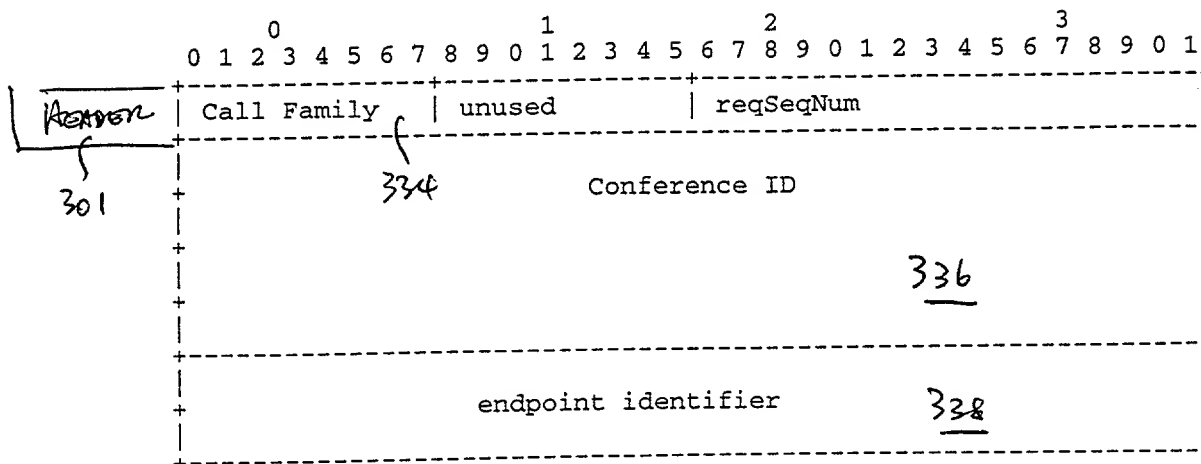 0 1 2 3
0 1 2 3 4 5 6 7 8 9 0 1 2 3 4 5 6 7 8 9 0 1 2 3 4 5 6 7 8 9 0 1
HEADER | Call Family | unused | reqSeqNum
301 334 Conference ID
336
endpoint identifier 338